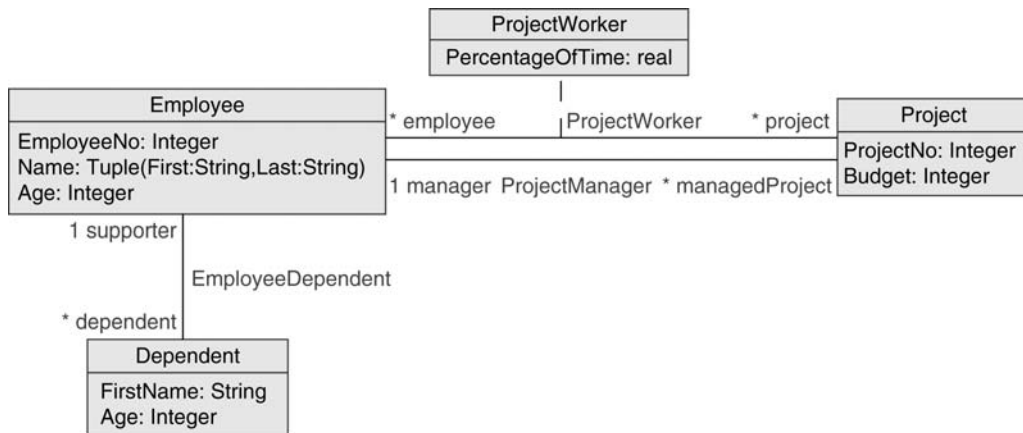 ProjectWorker
PercentageOfTime: real
Employee
EmployeeNo: Integer
Name: Tuple(First:String,Last:String)
Age: Integer
* employee
ProjectWorker
* project
1 manager
ProjectManager
* managedProject
Project
ProjectNo: Integer
Budget: Integer
1 supporter
EmployeeDependent
* dependent
Dependent
FirstName: String
Age: Integer